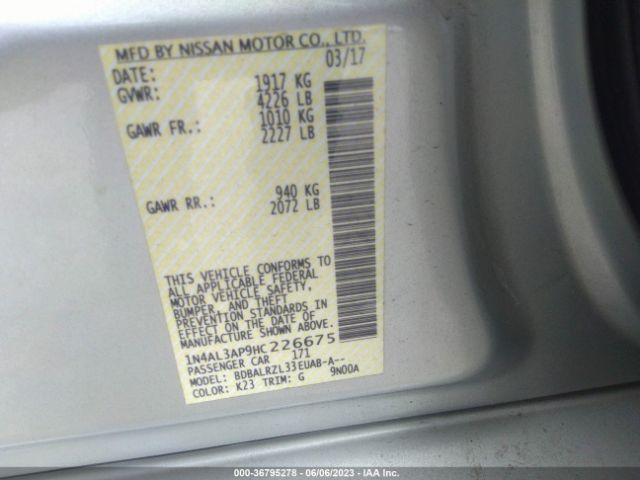 MFD BY NISSAN MOTOR CO., LTD.
DATE: 03/17
GVWR: 1917 KG
4226 LB
GAWR FR.: 1010 KG
2227 LB
GAWR RR.: 940 KG
2072 LB
THIS VEHICLE CONFORMS TO
ALL APPLICABLE FEDERAL
MOTOR VEHICLE SAFETY,
BUMPER, AND THEFT
PREVENTION STANDARDS IN
EFFECT ON THE DATE OF
MANUFACTURE SHOWN ABOVE.
1N4AL3AP9HC226675
PASSENGER CAR 171
MODEL: BDBALRZL33EUAB-A--
COLOR: K23 TRIM: G 9N00A
000-36795278 - 06/06/2023 - IAA Inc.